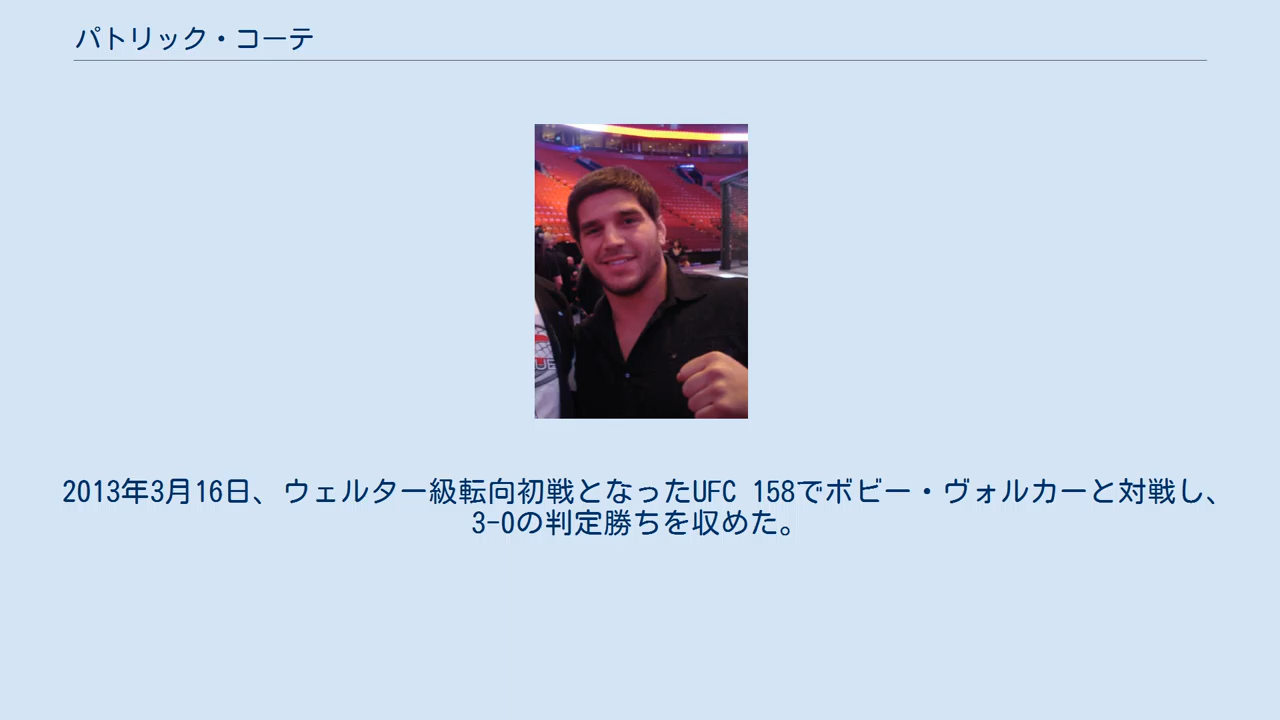 パトリック・コーテ
2013年3月16日、ウェルター級転向初戦となったUFC 158でボビー・ヴォルカーと対戦し、
3-0の判定勝ちを収めた。